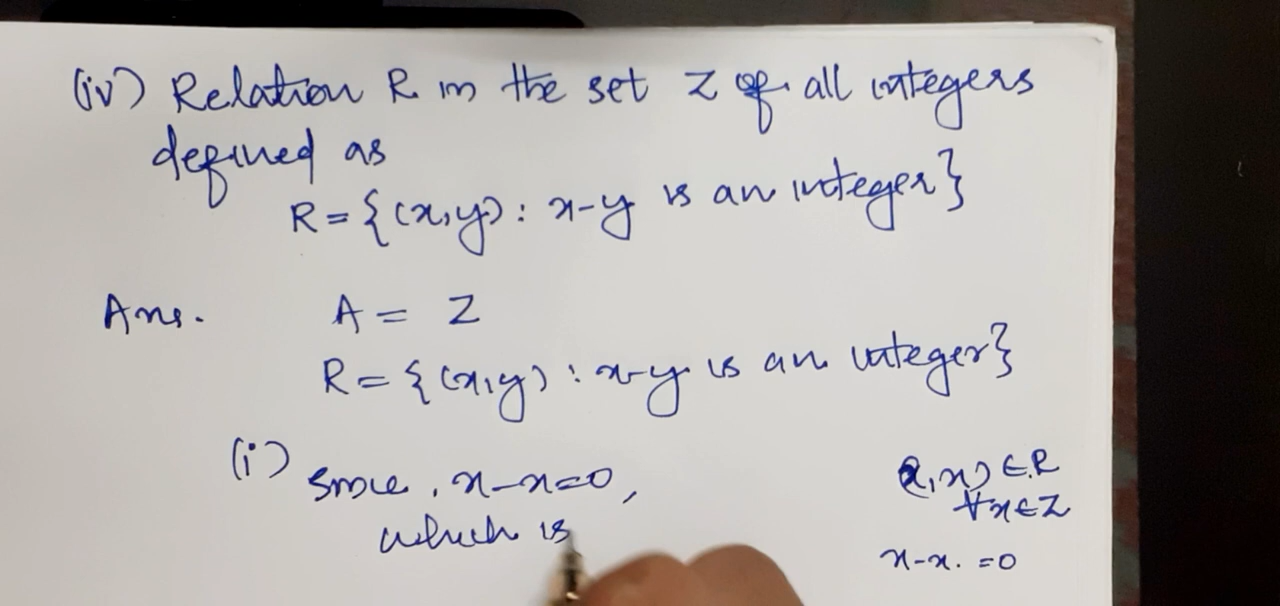 (iv) Relation R in the set Z of all integers
defined as
R = {(x,y) : x-y is an integer}
Ans. A = Z
R = {(x,y) : x-y is an integer}
(i) Since, x-x=0,
which is
(x,x) ∈ R
∀x∈Z
x-x. =0